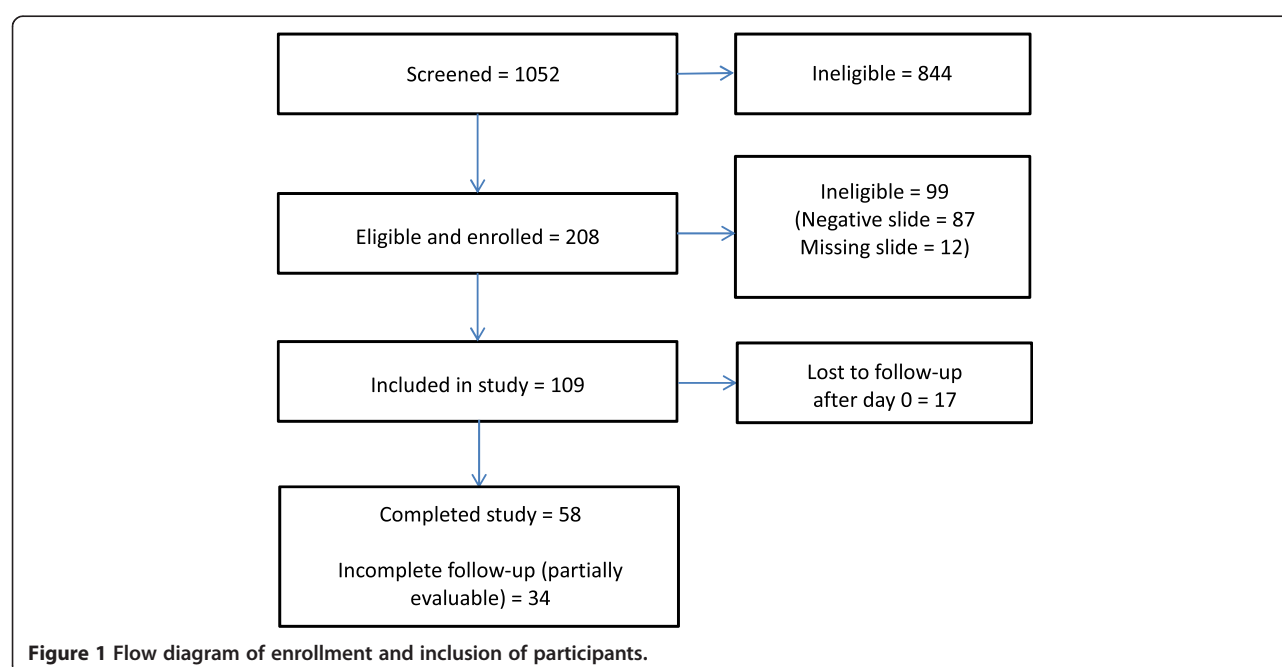 Screened = 1052
Ineligible = 844
Eligible and enrolled = 208
Ineligible = 99
(Negative slide = 87
Missing slide = 12)
Included in study = 109
Lost to follow-up
after day 0 = 17
Completed study = 58
Incomplete follow-up (partially
evaluable) = 34
Figure 1 Flow diagram of enrollment and inclusion of participants.